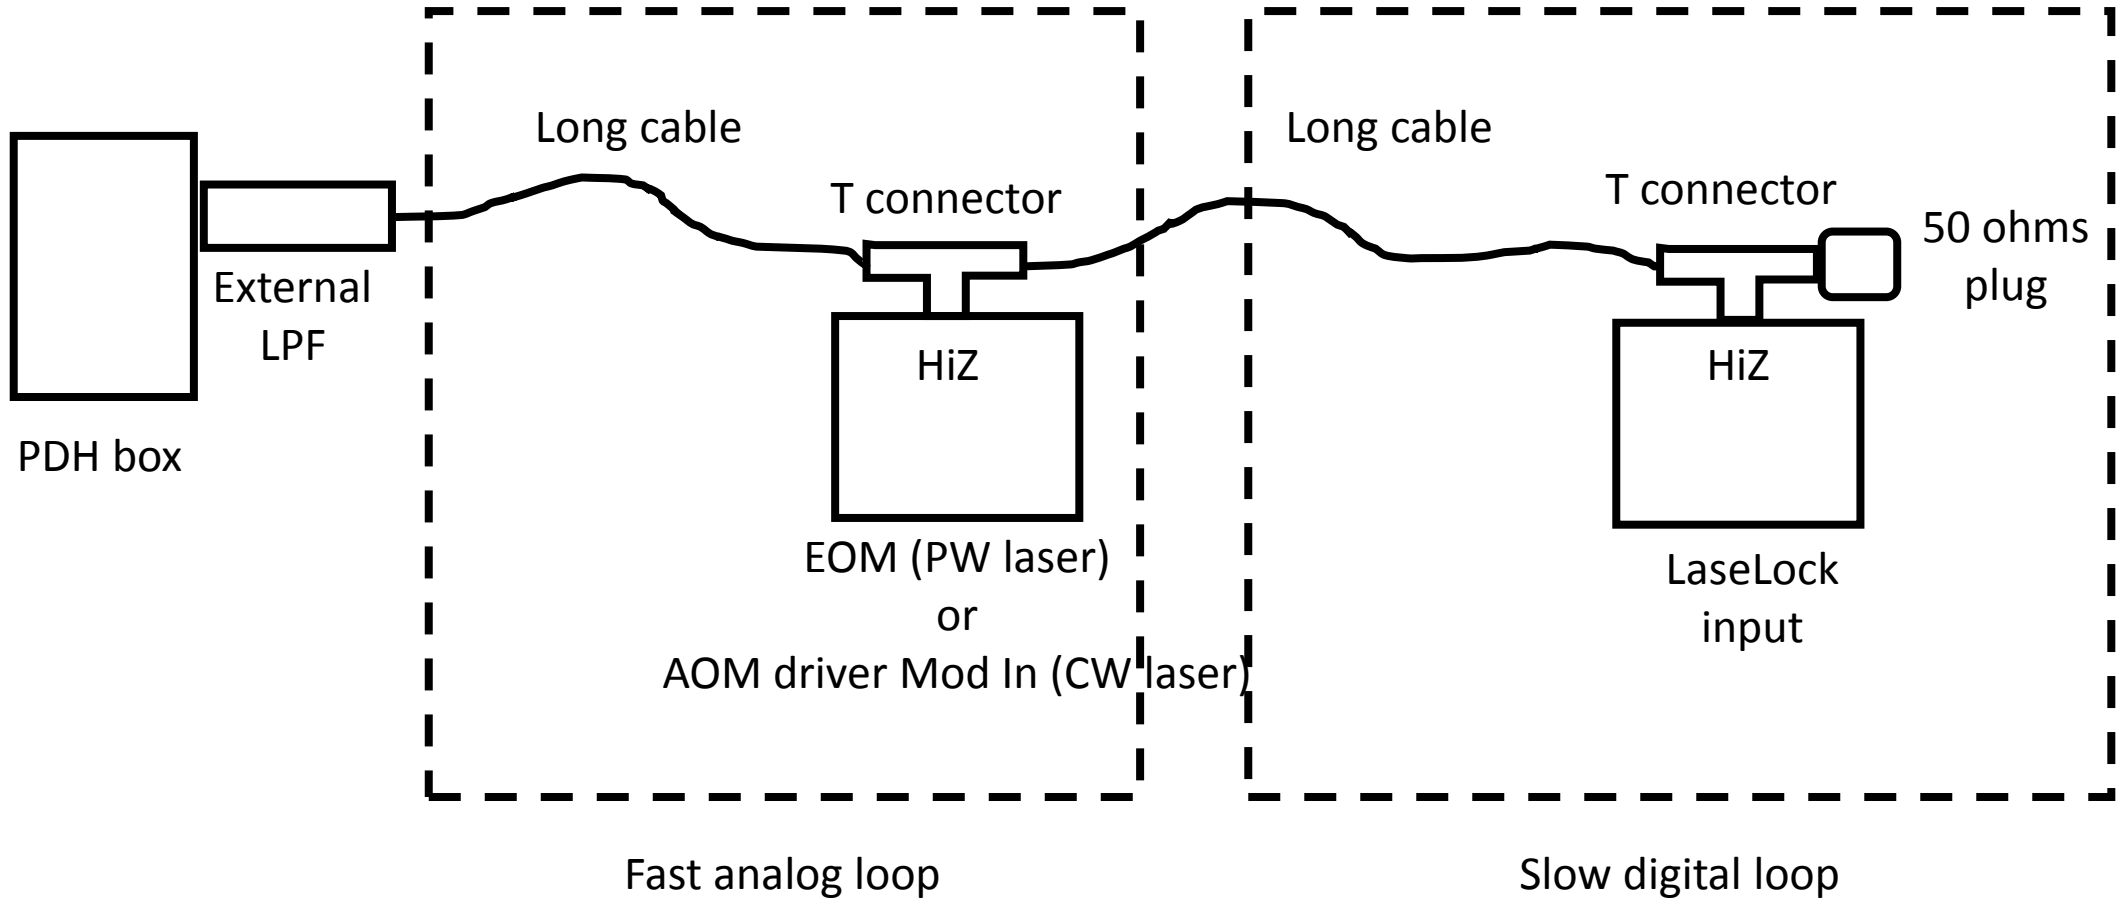 Long cable
Long cable
T connector
T connector
50 ohms
plug
External
LPF
HiZ
HiZ
PDH box
EOM (PW laser)
or
AOM driver Mod In (CW laser)
LaseLock
input
Fast analog loop
Slow digital loop